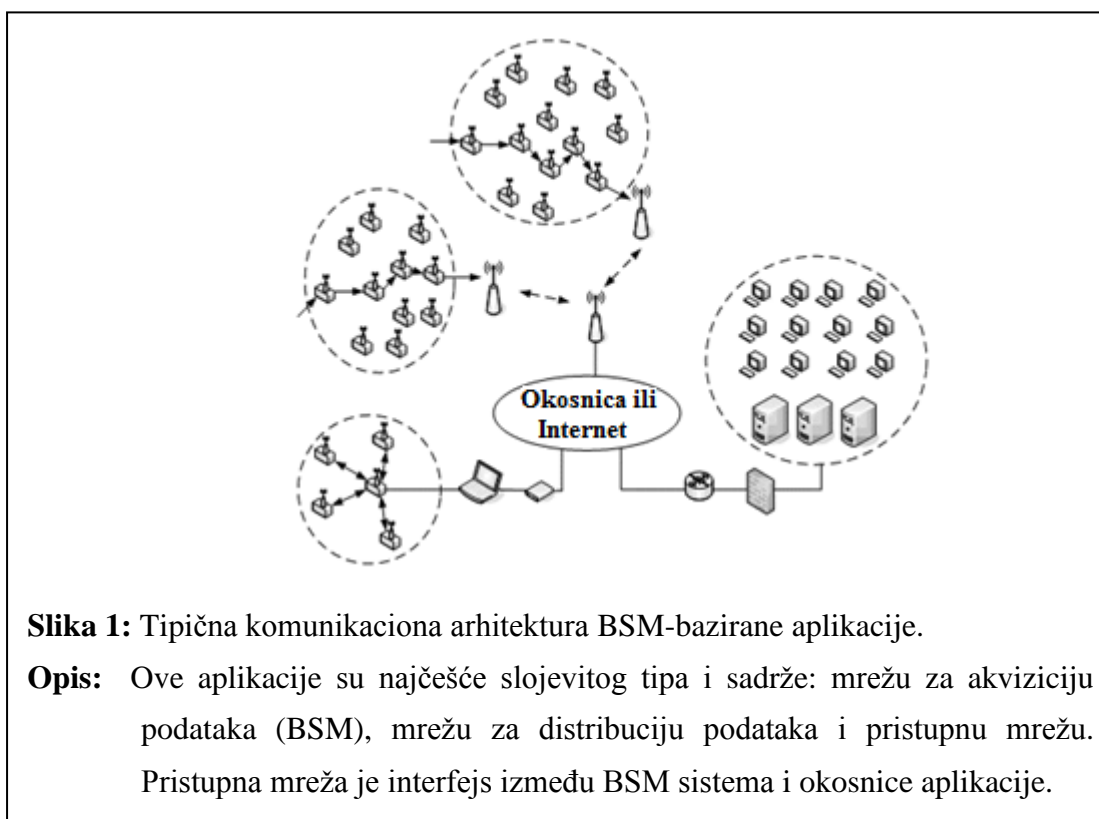 Okosnica ili
Internet
Slika 1: Tipična komunikaciona arhitektura BSM-bazirane aplikacije.
Opis: Ove aplikacije su najčešće slojevitog tipa i sadrže: mrežu za akviziciju
podataka (BSM), mrežu za distribuciju podataka i pristupnu mrežu.
Pristupna mreža je interfejs između BSM sistema i okosnice aplikacije.